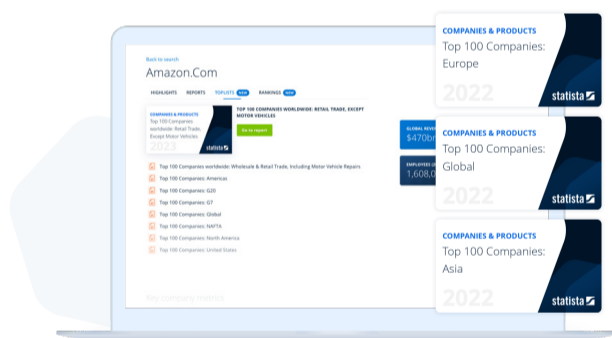 Back to search
Amazon.Com
HIGHLIGHTS REPORTS TOPLISTS NEW RANKINGS NEW
COMPANIES & PRODUCTS
Top 100 Companies
worldwide: Retail Trade,
Except Motor Vehicles
2023
statista
TOP 100 COMPANIES WORLDWIDE: RETAIL TRADE, EXCEPT
MOTOR VEHICLES
Go to report
Top 100 Companies worldwide: Wholesale & Retail Trade, Including Motor Vehicle Repairs
Top 100 Companies: Americas
Top 100 Companies: G20
Top 100 Companies: G7
Top 100 Companies: Global
Top 100 Companies: NAFTA
Top 100 Companies: North America
Top 100 Companies: United States
Key company metrics
GLOBAL REVE
$470b
EMPLOYEES
1,608,0
COMPANIES & PRODUCTS
Top 100 Companies:
Europe
2022
statista
COMPANIES & PRODUCTS
Top 100 Companies:
Global
2022
statista
COMPANIES & PRODUCTS
Top 100 Companies:
Asia
2022
statista